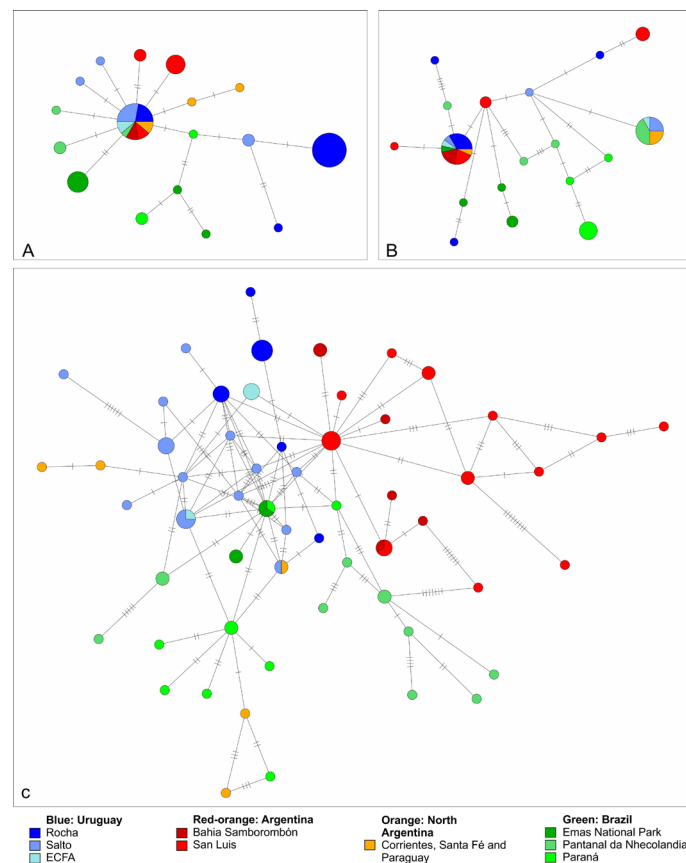 A
B
c
Blue: Uruguay
Rocha
Salto
ECFA
Red-orange: Argentina
Bahia Samborombón
San Luis
Orange: North
Argentina
Corrientes, Santa Fé and
Paraguay
Green: Brazil
Emas National Park
Pantanal da Nhecolandia
Paraná